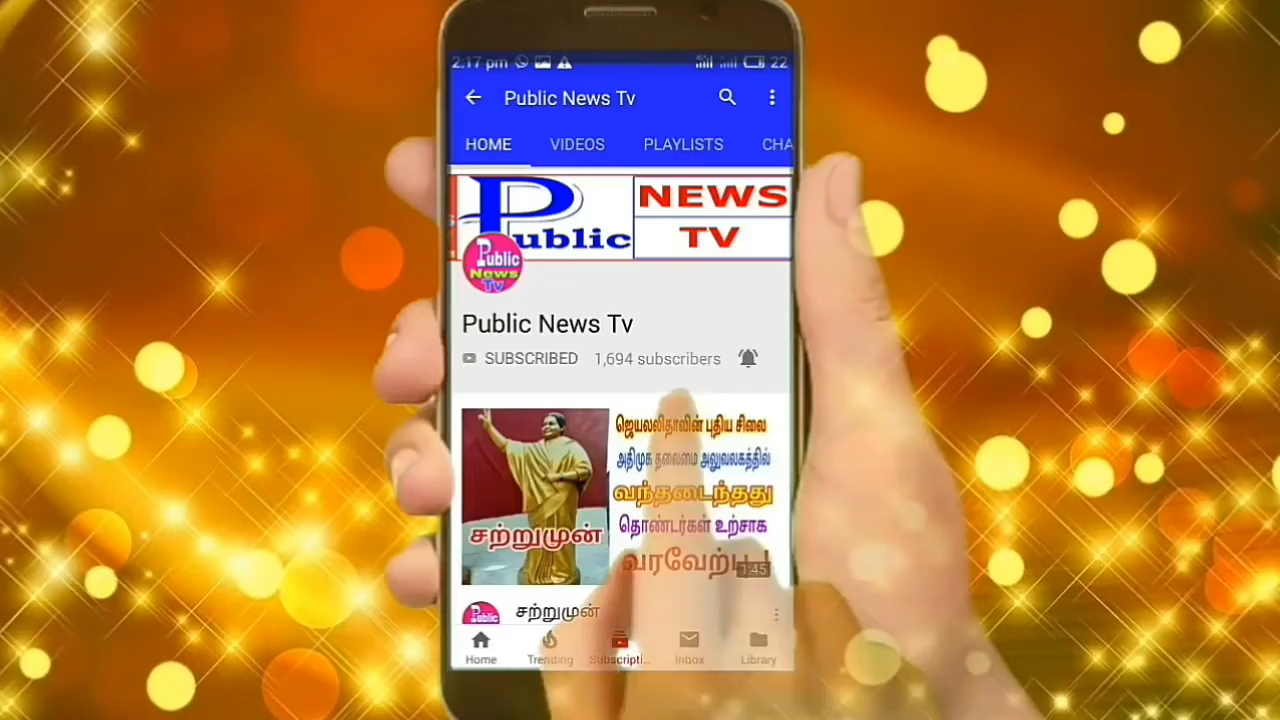 2:17 pm
22
Public News Tv
HOME VIDEOS PLAYLISTS CHA
Public
NEWS
TV
Public
News
Tv
Public News Tv
SUBSCRIBED 1,694 subscribers
ஜெயலலிதாவின் புதிய சிலை
அதிமுக தலைமை அலுவலகத்தில்
வந்தடைந்தது
தொண்டர்கள் உற்சாக
சற்றுமுன்
1:45
சற்றுமுன்
Public
Home Trending Subscripti... Inbox Library